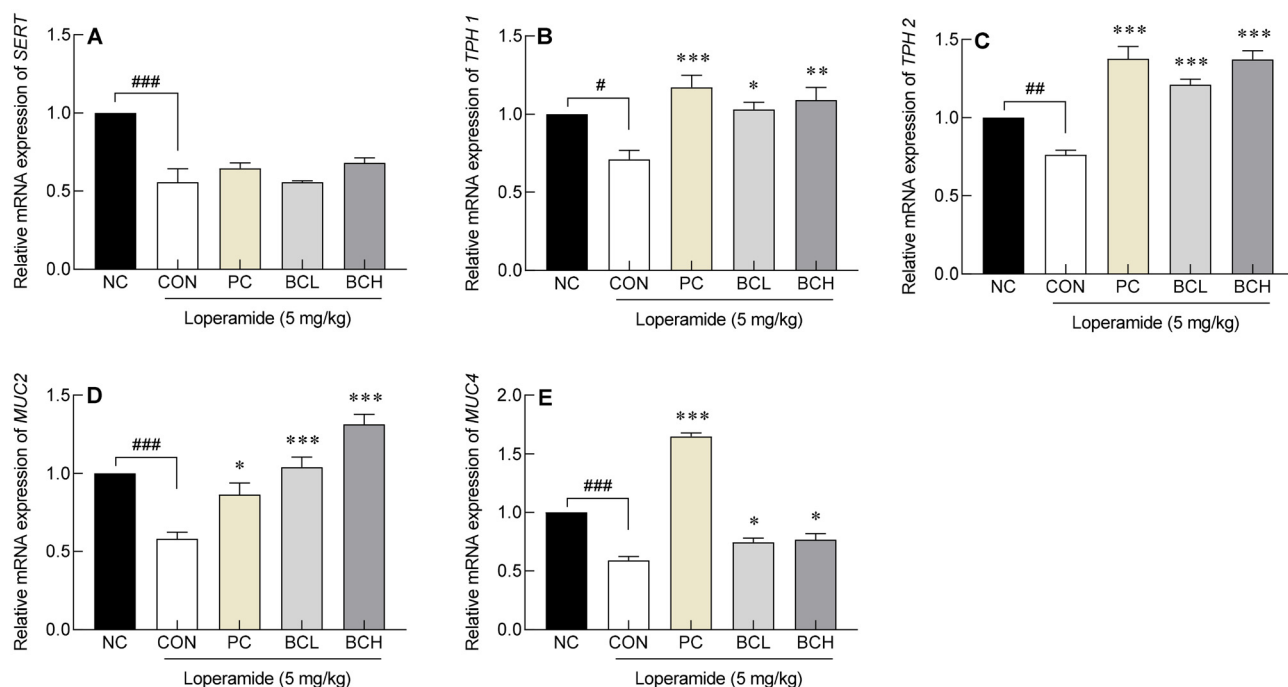 A
Relative mRNA expression of SERT
1.5
1.0
0.5
0.0
###
NC CON PC BCL BCH
Loperamide (5 mg/kg)
B
Relative mRNA expression of TPH 1
1.5
1.0
0.5
0.0
#
***
*
**
NC CON PC BCL BCH
Loperamide (5 mg/kg)
C
Relative mRNA expression of TPH 2
1.5
1.0
0.5
0.0
##
***
***
***
NC CON PC BCL BCH
Loperamide (5 mg/kg)
D
Relative mRNA expression of MUC2
1.5
1.0
0.5
0.0
###
*
***
***
NC CON PC BCL BCH
Loperamide (5 mg/kg)
E
Relative mRNA expression of MUC4
2.0
1.5
1.0
0.5
0.0
###
***
*
*
NC CON PC BCL BCH
Loperamide (5 mg/kg)